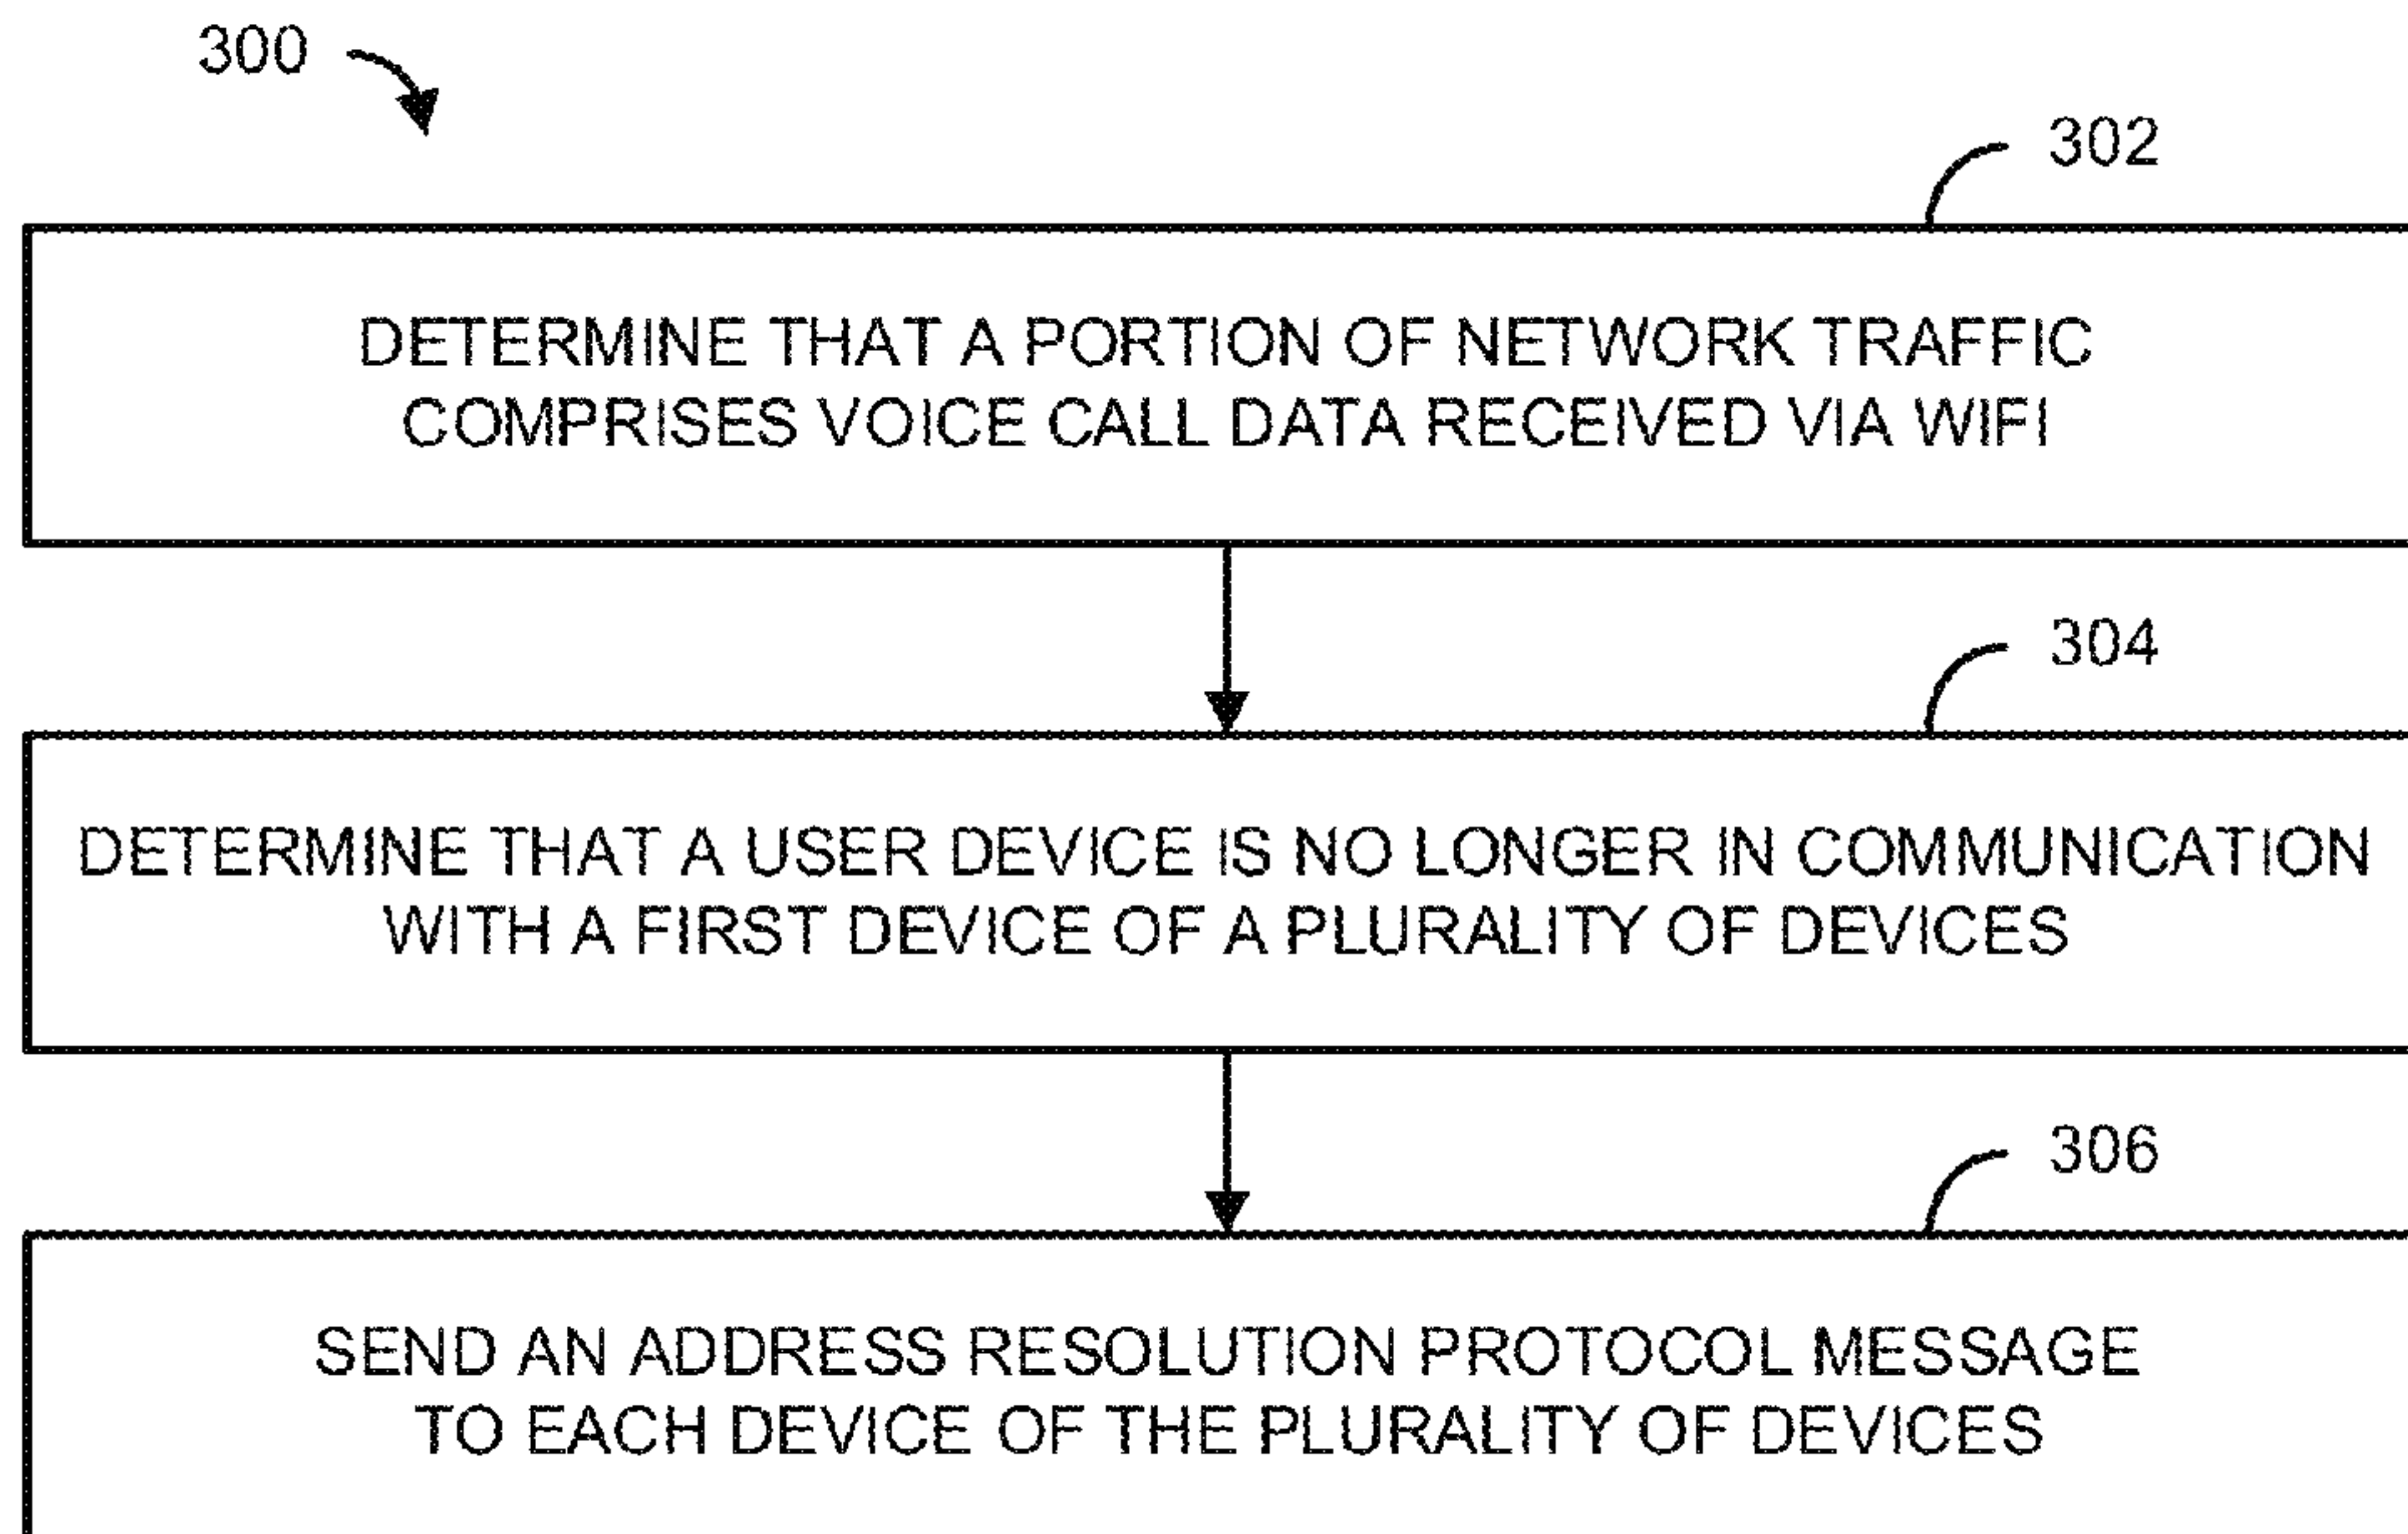 300
302
DETERMINE THAT A PORTION OF NETWORK TRAFFIC
COMPRISES VOICE CALL DATA RECEIVED VIA WIFI
304
DETERMINE THAT A USER DEVICE IS NO LONGER IN COMMUNICATION
WITH A FIRST DEVICE OF A PLURALITY OF DEVICES
306
SEND AN ADDRESS RESOLUTION PROTOCOL MESSAGE
TO EACH DEVICE OF THE PLURALITY OF DEVICES